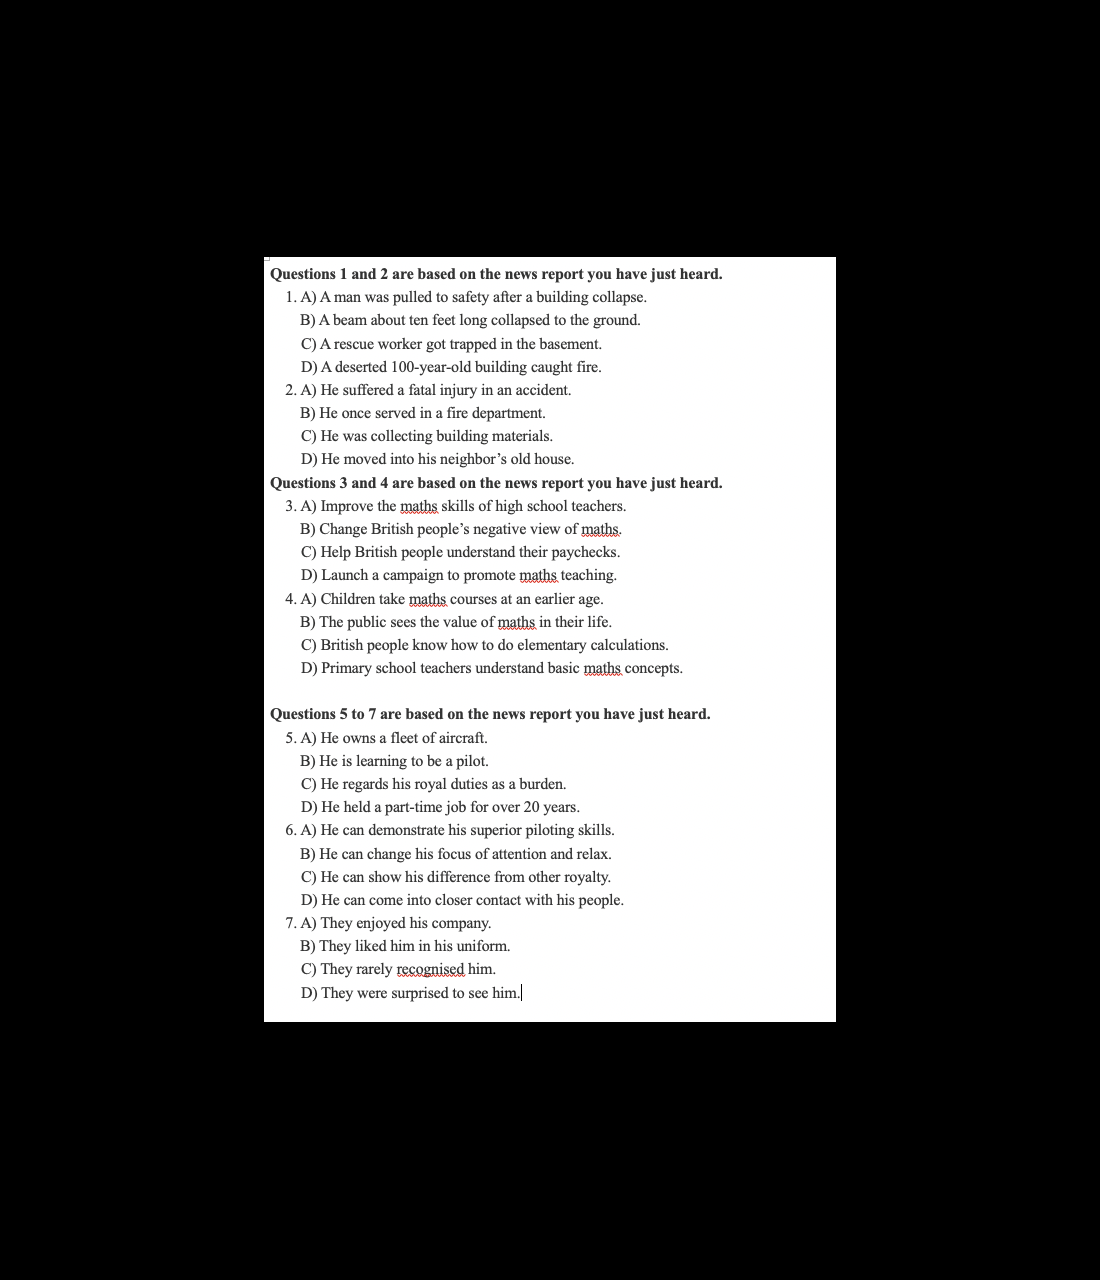 Questions 1 and 2 are based on the news report you have just heard.
1. A) A man was pulled to safety after a building collapse.
B) A beam about ten feet long collapsed to the ground.
C) A rescue worker got trapped in the basement.
D) A deserted 100-year-old building caught fire.
2. A) He suffered a fatal injury in an accident.
B) He once served in a fire department.
C) He was collecting building materials.
D) He moved into his neighbor’s old house.
Questions 3 and 4 are based on the news report you have just heard.
3. A) Improve the maths skills of high school teachers.
B) Change British people’s negative view of maths.
C) Help British people understand their paychecks.
D) Launch a campaign to promote maths teaching.
4. A) Children take maths courses at an earlier age.
B) The public sees the value of maths in their life.
C) British people know how to do elementary calculations.
D) Primary school teachers understand basic maths concepts.
Questions 5 to 7 are based on the news report you have just heard.
5. A) He owns a fleet of aircraft.
B) He is learning to be a pilot.
C) He regards his royal duties as a burden.
D) He held a part-time job for over 20 years.
6. A) He can demonstrate his superior piloting skills.
B) He can change his focus of attention and relax.
C) He can show his difference from other royalty.
D) He can come into closer contact with his people.
7. A) They enjoyed his company.
B) They liked him in his uniform.
C) They rarely recognised him.
D) They were surprised to see him.